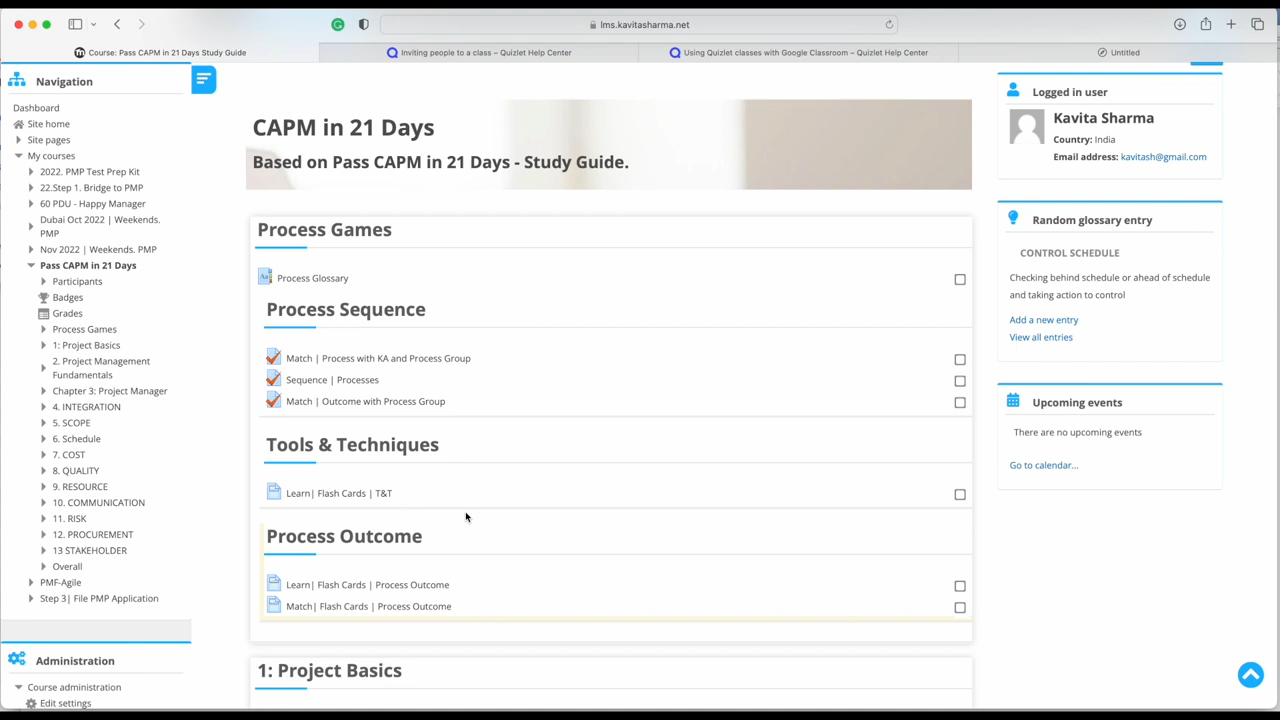 lms.kavitasharma.net
Course: Pass CAPM in 21 Days Study Guide
Inviting people to a class – Quizlet Help Center
Using Quizlet classes with Google Classroom – Quizlet Help Center
Untitled
Navigation
Dashboard
Site home
Site pages
My courses
2022. PMP Test Prep Kit
22.Step 1. Bridge to PMP
60 PDU - Happy Manager
Dubai Oct 2022 | Weekends.
PMP
Nov 2022 | Weekends. PMP
Pass CAPM in 21 Days
Participants
Badges
Grades
Process Games
1: Project Basics
2. Project Management
Fundamentals
Chapter 3: Project Manager
4. INTEGRATION
5. SCOPE
6. Schedule
7. COST
8. QUALITY
9. RESOURCE
10. COMMUNICATION
11. RISK
12. PROCUREMENT
13 STAKEHOLDER
Overall
PMF-Agile
Step 3| File PMP Application
Administration
Course administration
Edit settings
CAPM in 21 Days
Based on Pass CAPM in 21 Days - Study Guide.
Process Games
Process Glossary
Process Sequence
Match | Process with KA and Process Group
Sequence | Processes
Match | Outcome with Process Group
Tools & Techniques
Learn| Flash Cards | T&T
Process Outcome
Learn| Flash Cards | Process Outcome
Match| Flash Cards | Process Outcome
1: Project Basics
Logged in user
Kavita Sharma
Country: India
Email address: kavitash@gmail.com
Random glossary entry
CONTROL SCHEDULE
Checking behind schedule or ahead of schedule
and taking action to control
Add a new entry
View all entries
Upcoming events
There are no upcoming events
Go to calendar...